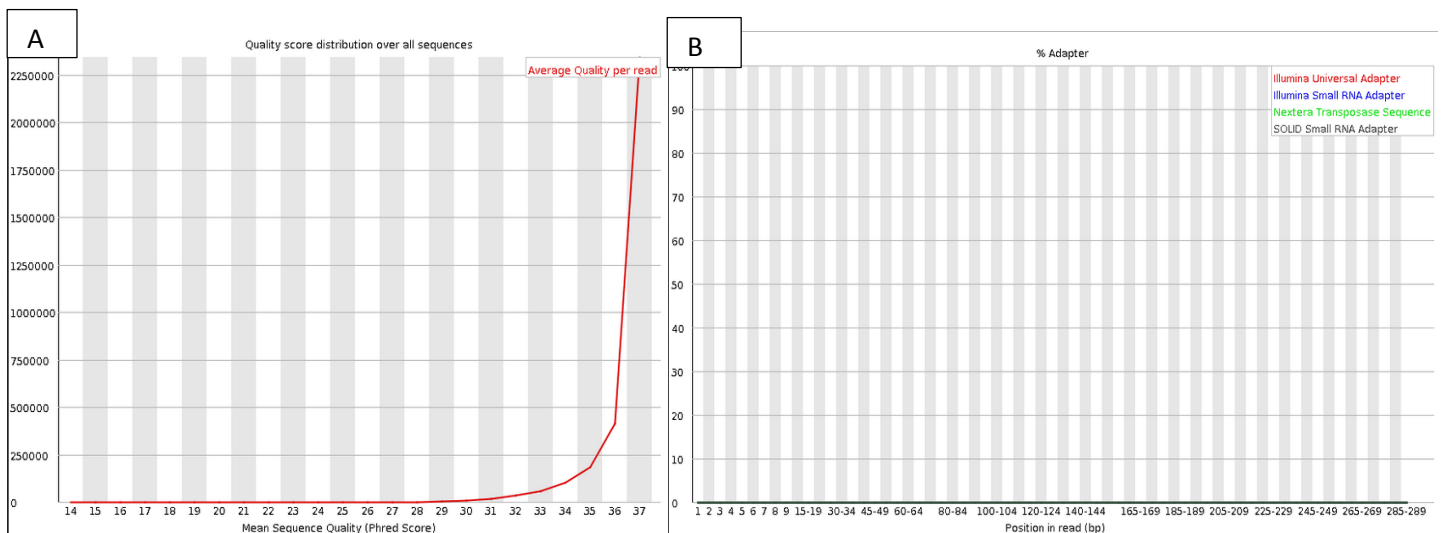 A
Quality score distribution over all sequences
Average Quality per read
2250000
2000000
1750000
1500000
1250000
1000000
750000
500000
250000
0
14 15 16 17 18 19 20 21 22 23 24 25 26 27 28 29 30 31 32 33 34 35 36 37
Mean Sequence Quality (Phred Score)
B
% Adapter
Illumina Universal Adapter
Illumina Small RNA Adapter
Nextera Transposase Sequence
SOLID Small RNA Adapter
100
90
80
70
60
50
40
30
20
10
0
1 2 3 4 5 6 7 8 9 15-19 30-34 45-49 60-64 80-84 100-104 120-124 140-144 165-169 185-189 205-209 225-229 245-249 265-269 285-289
Position in read (bp)